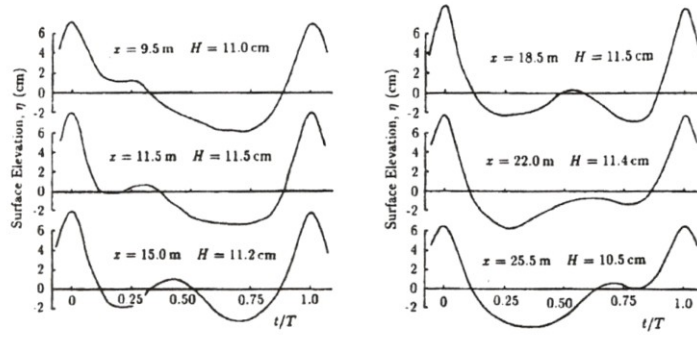 6
4
2
0
-2
x = 9.5 m H = 11.0 cm
6
4
2
0
-2
x = 11.5 m H = 11.5 cm
6
4
2
0
-2
x = 15.0 m H = 11.2 cm
0 0.25 0.50 0.75 1.0
t/T
Surface Elevation, η (cm)
6
4
2
0
-2
x = 18.5 m H = 11.5 cm
6
4
2
0
-2
x = 22.0 m H = 11.4 cm
6
4
2
0
-2
x = 25.5 m H = 10.5 cm
0 0.25 0.50 0.75 1.0
t/T
Surface Elevation, η (cm)